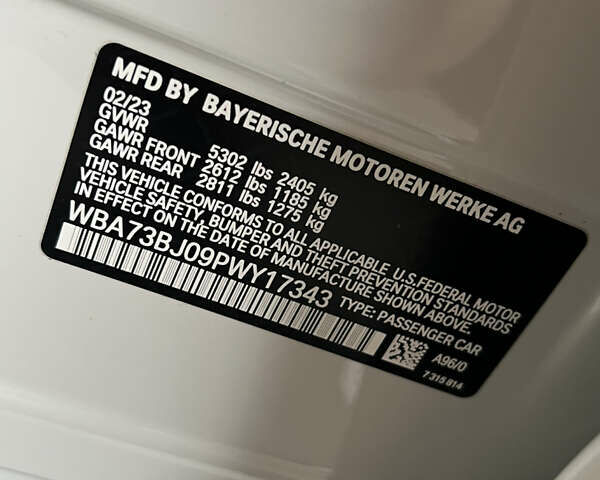 MFD BY BAYERISCHE MOTOREN WERKE AG
02/23
GVWR 5302 lbs 2405 kg
GAWR FRONT 2612 lbs 1185 kg
GAWR REAR 2811 lbs 1275 kg
THIS VEHICLE CONFORMS TO ALL APPLICABLE U.S.FEDERAL MOTOR
VEHICLE SAFETY, BUMPER AND THEFT PREVENTION STANDARDS
IN EFFECT ON THE DATE OF MANUFACTURE SHOWN ABOVE.
WBA73BJ09PWY17343 TYPE: PASSENGER CAR
A96/0
7 315 814